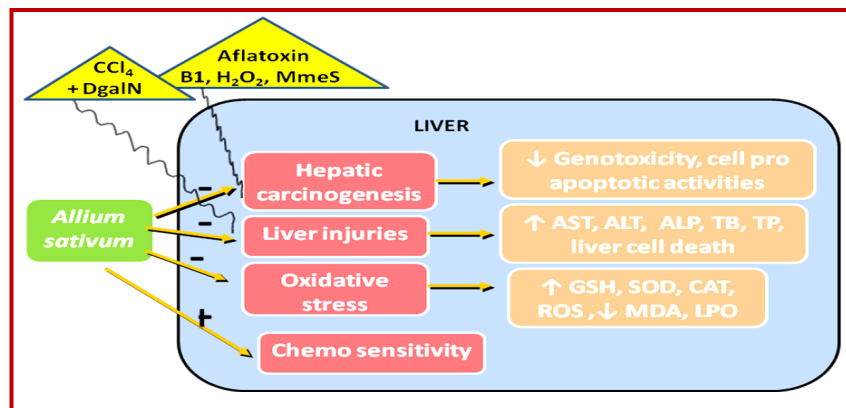 CCl₄
+ DgalN
Aflatoxin
B1, H₂O₂, MmeS
LIVER
Hepatic
carcinogenesis
↓ Genotoxicity, cell pro
apoptotic activities
-
Allium
sativum
-
Liver injuries
↑ AST, ALT, ALP, TB, TP,
liver cell death
-
Oxidative
stress
↑ GSH, SOD, CAT,
ROS ,↓ MDA, LPO
+
Chemo sensitivity